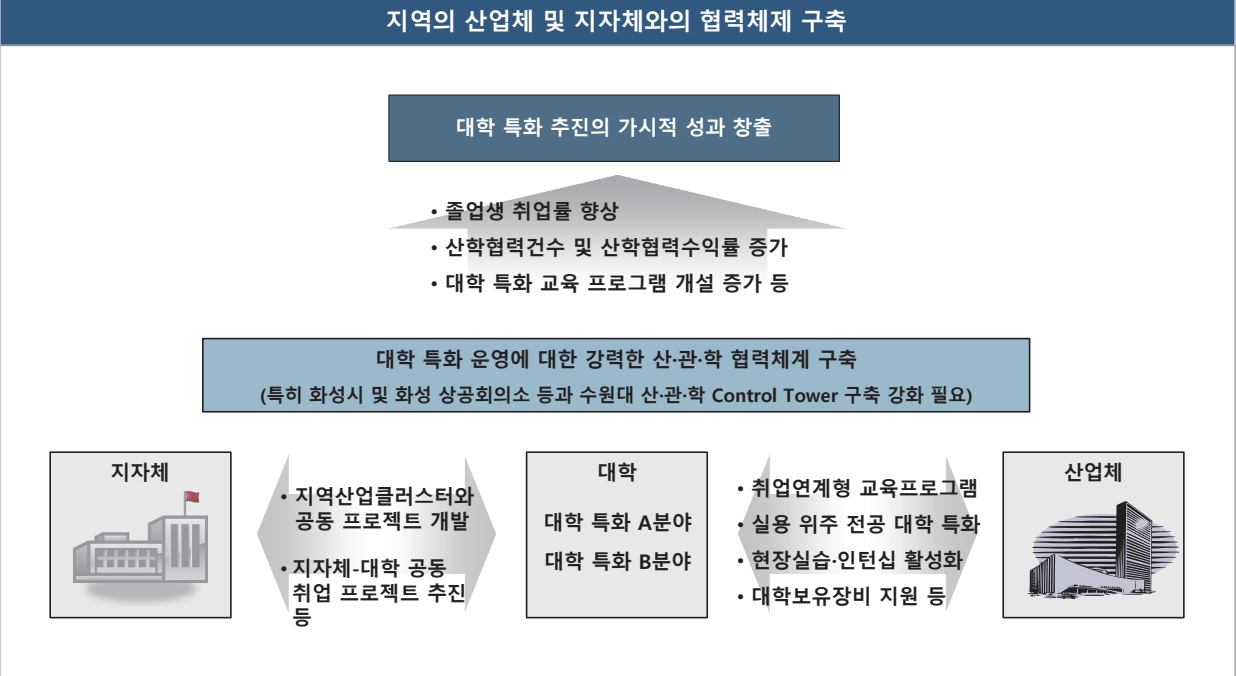 지역의 산업체 및 지자체와의 협력체제 구축
대학 특화 추진의 가시적 성과 창출
• 졸업생 취업률 향상
• 산학협력건수 및 산학협력수익률 증가
• 대학 특화 교육 프로그램 개설 증가 등
대학 특화 운영에 대한 강력한 산·관·학 협력체계 구축
(특히 화성시 및 화성 상공회의소 등과 수원대 산·관·학 Control Tower 구축 강화 필요)
지자체
• 지역산업클러스터와
공동 프로젝트 개발
• 지자체-대학 공동
취업 프로젝트 추진
등
대학
대학 특화 A분야
대학 특화 B분야
• 취업연계형 교육프로그램
• 실용 위주 전공 대학 특화
• 현장실습·인턴십 활성화
• 대학보유장비 지원 등
산업체